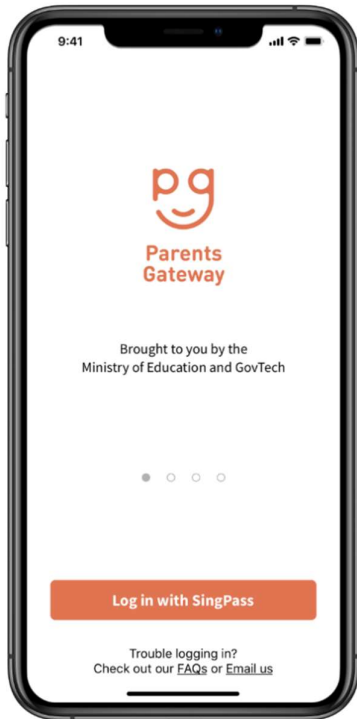 9:41
pg
Parents
Gateway
Brought to you by the
Ministry of Education and GovTech
Log in with SingPass
Trouble logging in?
Check out our FAQs or Email us